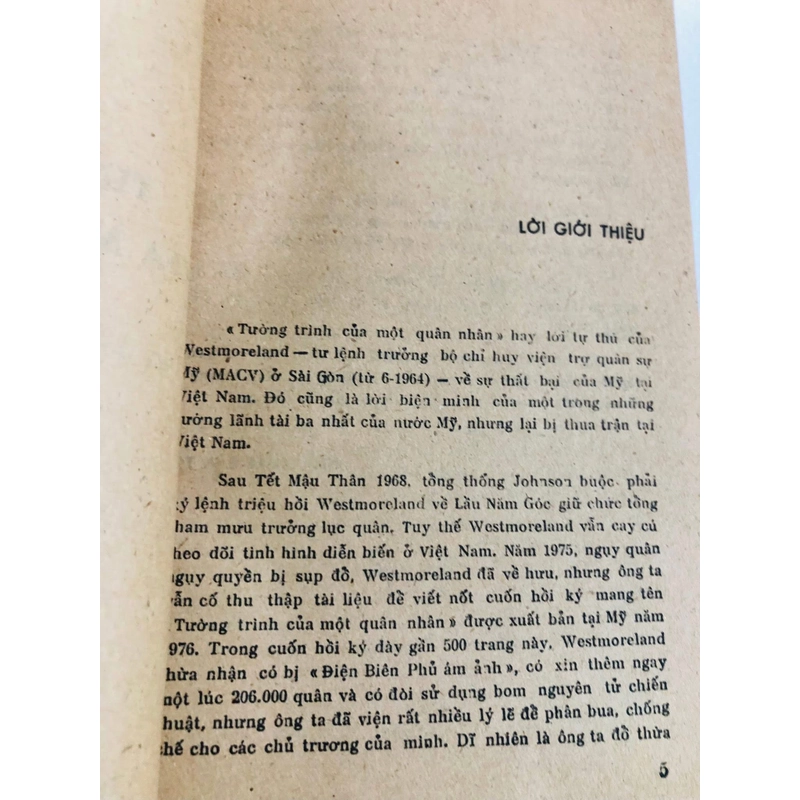 LỜI GIỚI THIỆU
« Tường trình của một quân nhân » hay lời tự thú của
Westmoreland — tư lệnh trưởng bộ chỉ huy viện trợ quân sự
Mỹ (MACV) ở Sài Gòn (từ 6-1964) — về sự thất bại của Mỹ tại
Việt Nam. Đó cũng là lời biện minh của một trong những
tướng lãnh tài ba nhất của nước Mỹ, nhưng lại bị thua trận tại
Việt Nam.
Sau Tết Mậu Thân 1968, tổng thống Johnson buộc phải
ký lệnh triệu hồi Westmoreland về Lầu Năm Góc giữ chức tổng
tham mưu trưởng lục quân. Tuy thế Westmoreland vẫn cay cú
theo dõi tình hình diễn biến ở Việt Nam. Năm 1975, ngụy quân
ngụy quyền bị sụp đổ, Westmoreland đã về hưu, nhưng ông ta
vẫn cố thu thập tài liệu để viết nốt cuốn hồi ký mang tên
Tường trình của một quân nhân » được xuất bản tại Mỹ năm
1976. Trong cuốn hồi ký dày gần 500 trang này, Westmoreland
thừa nhận có bị « Điện Biên Phủ ám ảnh », có xin thêm ngay
một lúc 206.000 quân và có đòi sử dụng bom nguyên tử chiến
thuật, nhưng ông ta đã viện rất nhiều lý lẽ để phân bua, chống
chế cho các chủ trương của mình. Dĩ nhiên là ông ta đổ thừa
5